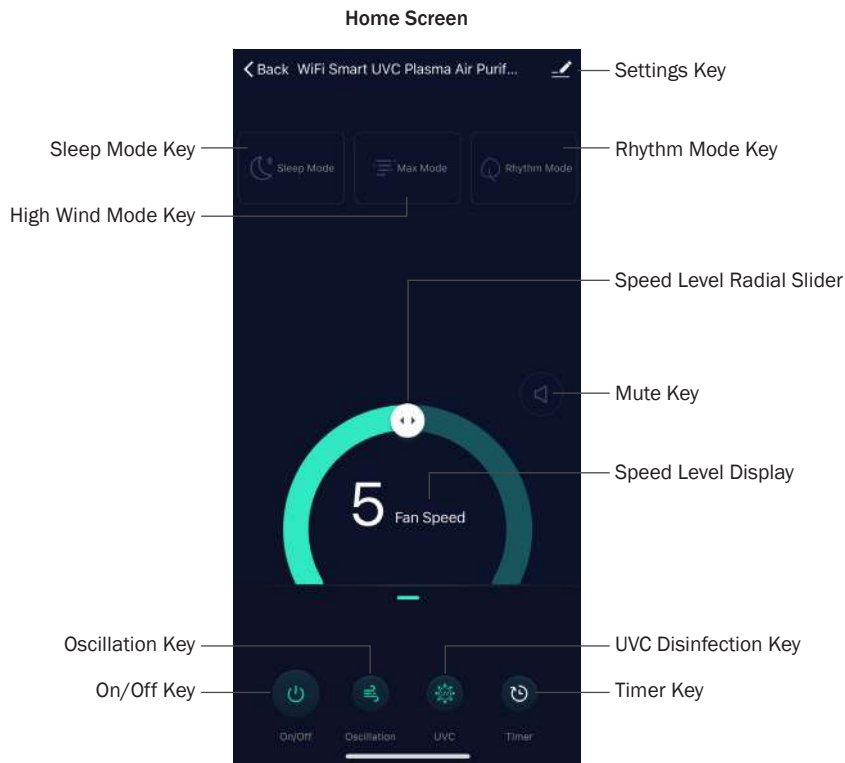 Home Screen
Back WiFi Smart UVC Plasma Air Purif...
Settings Key
Sleep Mode Key
Sleep Mode
Max Mode
Rhythm Mode
Rhythm Mode Key
High Wind Mode Key
Speed Level Radial Slider
Mute Key
Speed Level Display
5 Fan Speed
Oscillation Key
UVC Disinfection Key
On/Off Key
Timer Key
On/Off
Oscillation
UVC
Timer